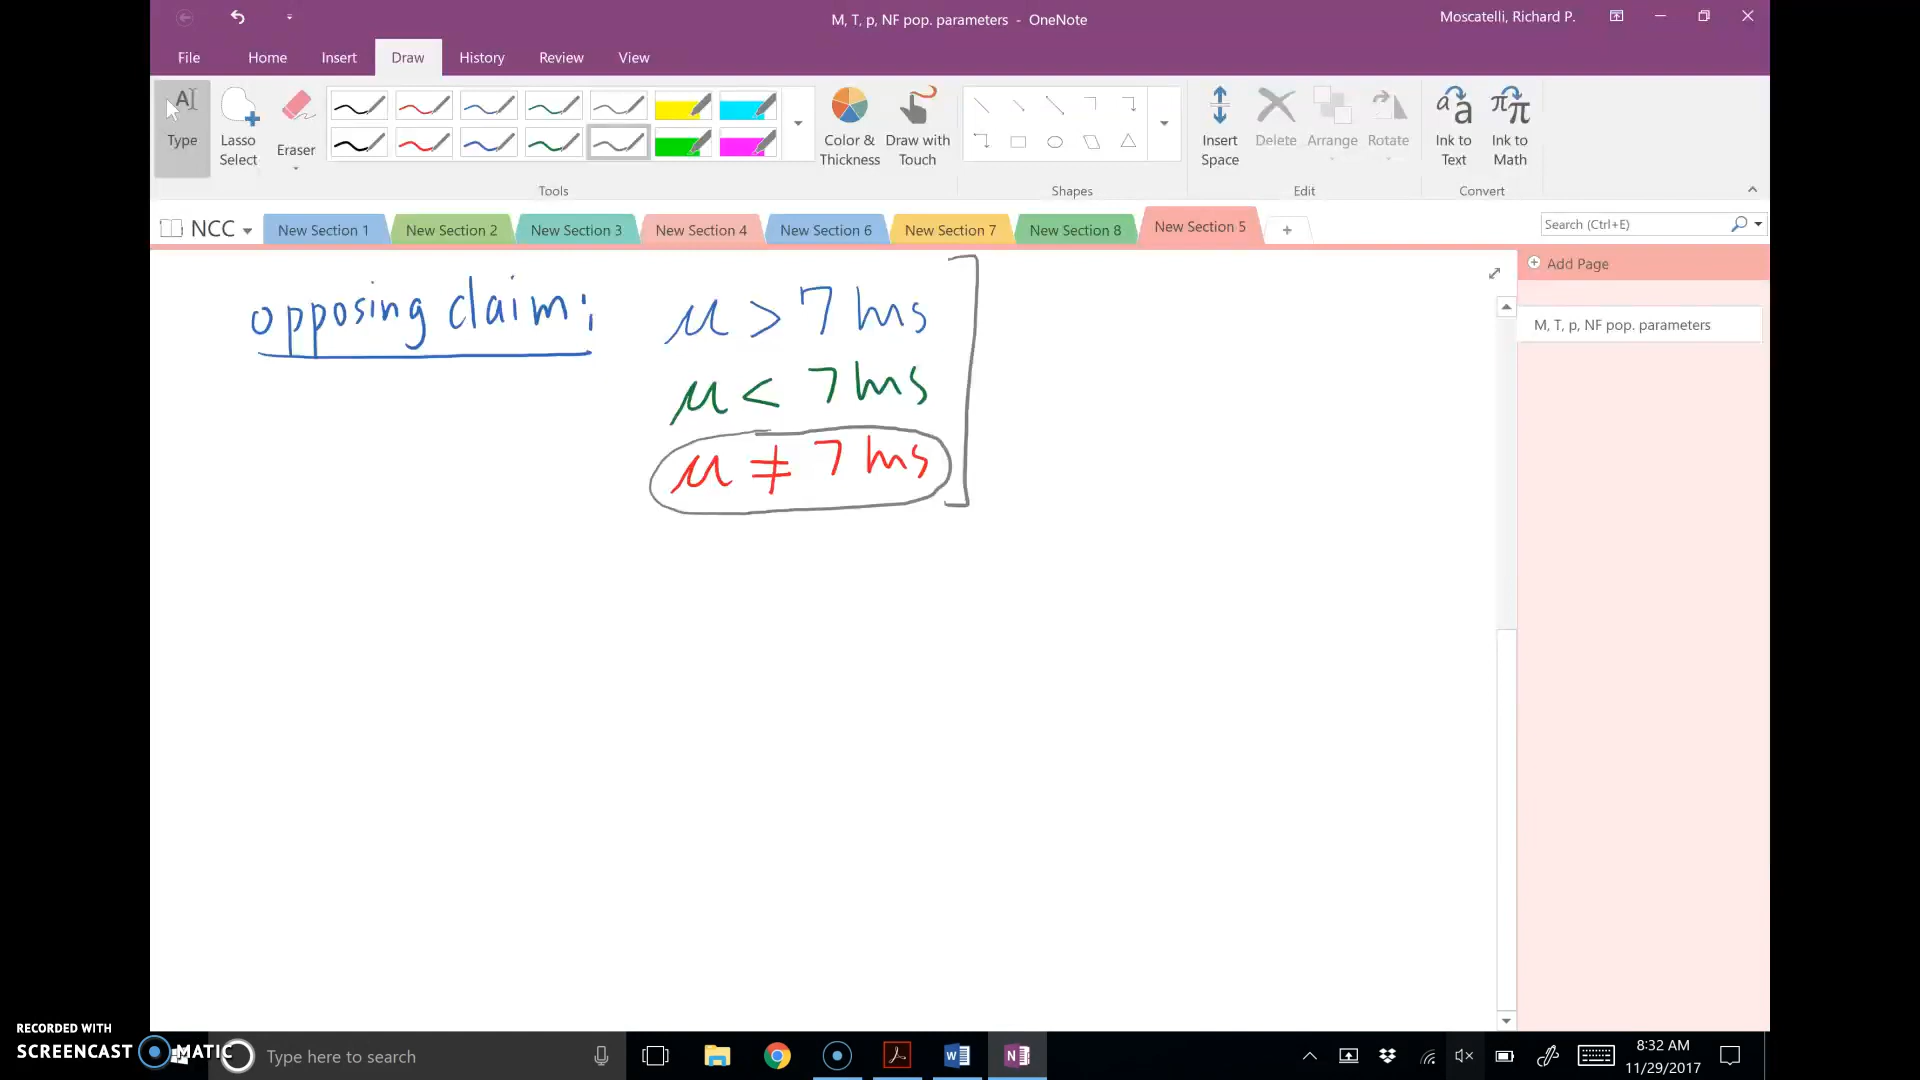 M, T, p, NF pop. parameters - OneNote
Moscatelli, Richard P.
File Home Insert Draw History Review View
Type
Lasso Select
Eraser
Color & Thickness
Draw with Touch
Insert Space
Delete
Arrange
Rotate
Ink to Text
Ink to Math
Tools Shapes Edit Convert
NCC New Section 1 New Section 2 New Section 3 New Section 4 New Section 6 New Section 7 New Section 8 New Section 5 +
Search (Ctrl+E)
Add Page
M, T, p, NF pop. parameters
opposing claim: μ > 7 ms
μ < 7 ms
μ ≠ 7 ms
RECORDED WITH
SCREENCAST MATIC
Type here to search
8:32 AM
11/29/2017